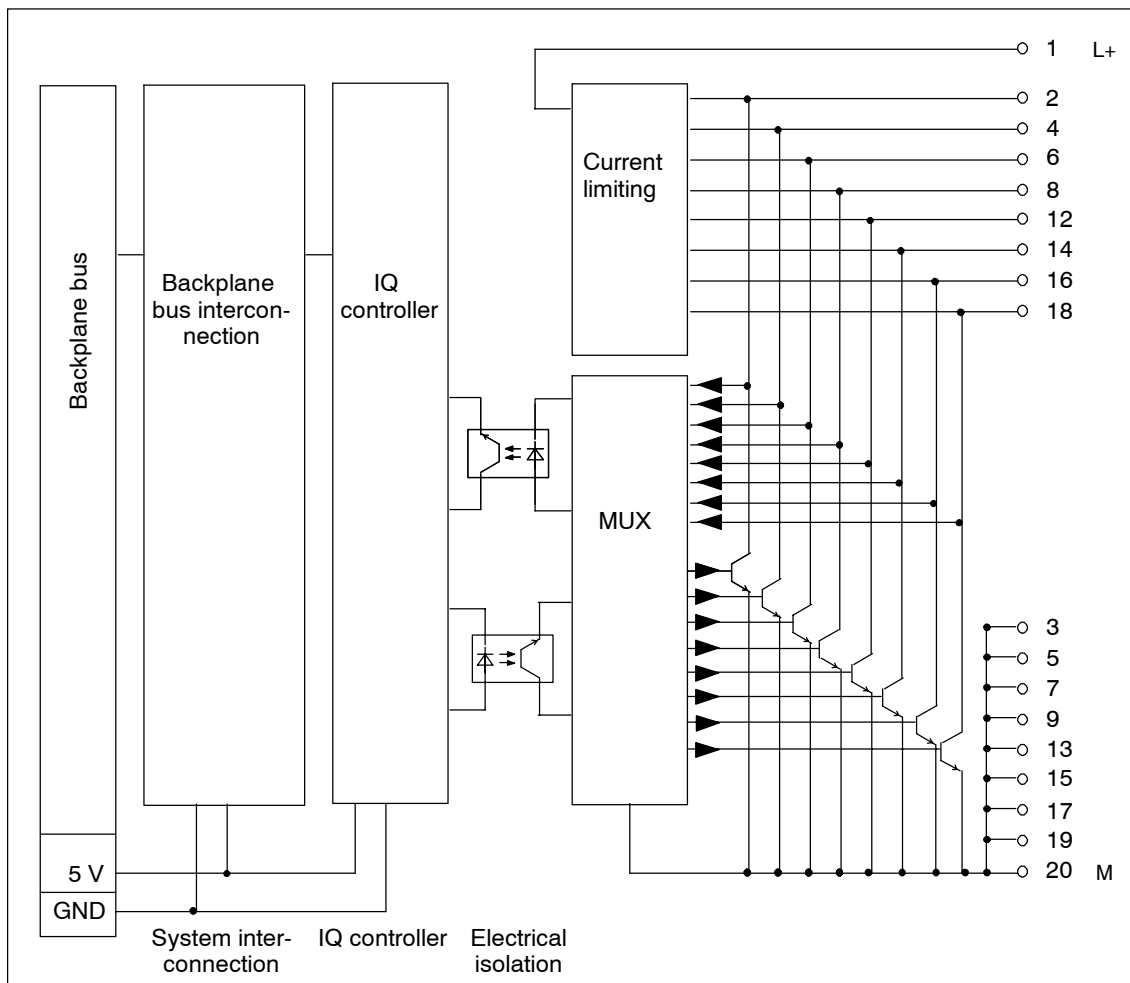 1 L+
2
4
6
8
12
14
16
18
Current
limiting
Backplane bus
Backplane
bus intercon-
nection
IQ
controller
MUX
3
5
7
9
13
15
17
19
20 M
5 V
GND
System inter-
connection
IQ controller
Electrical
isolation